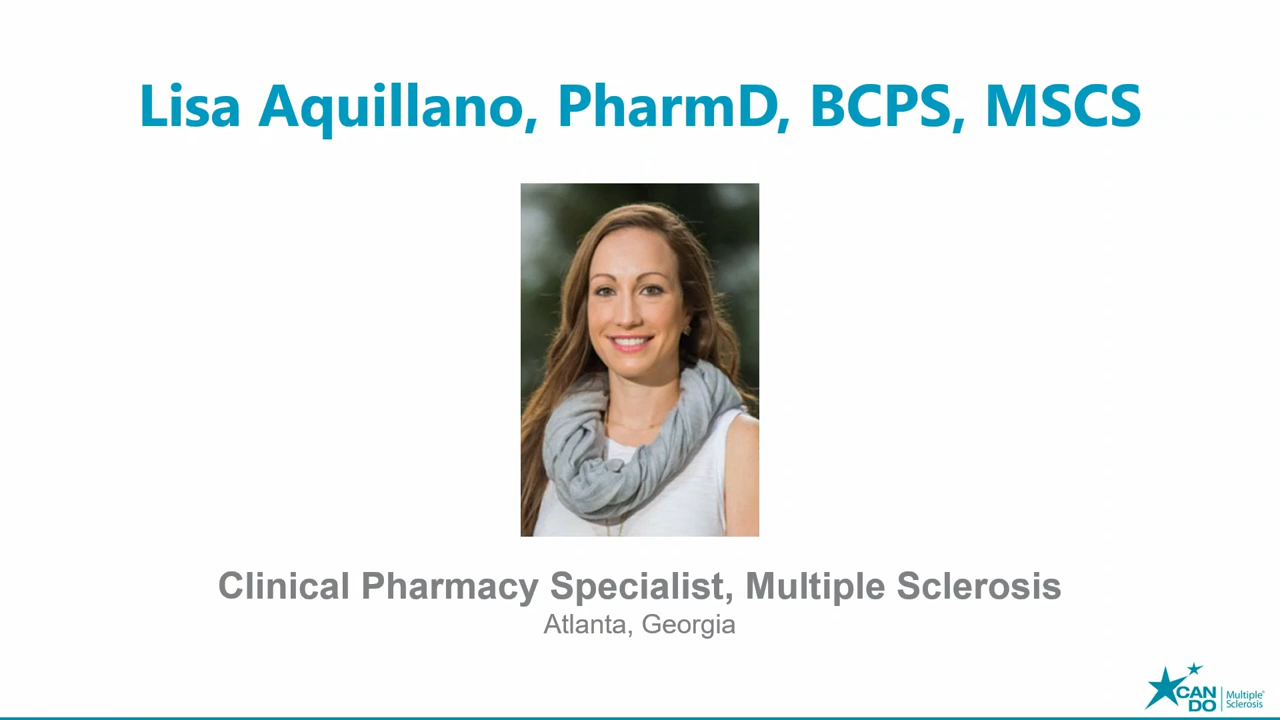 Lisa Aquillano, PharmD, BCPS, MSCS
Clinical Pharmacy Specialist, Multiple Sclerosis
Atlanta, Georgia
CAN
DO
Multiple®
Sclerosis